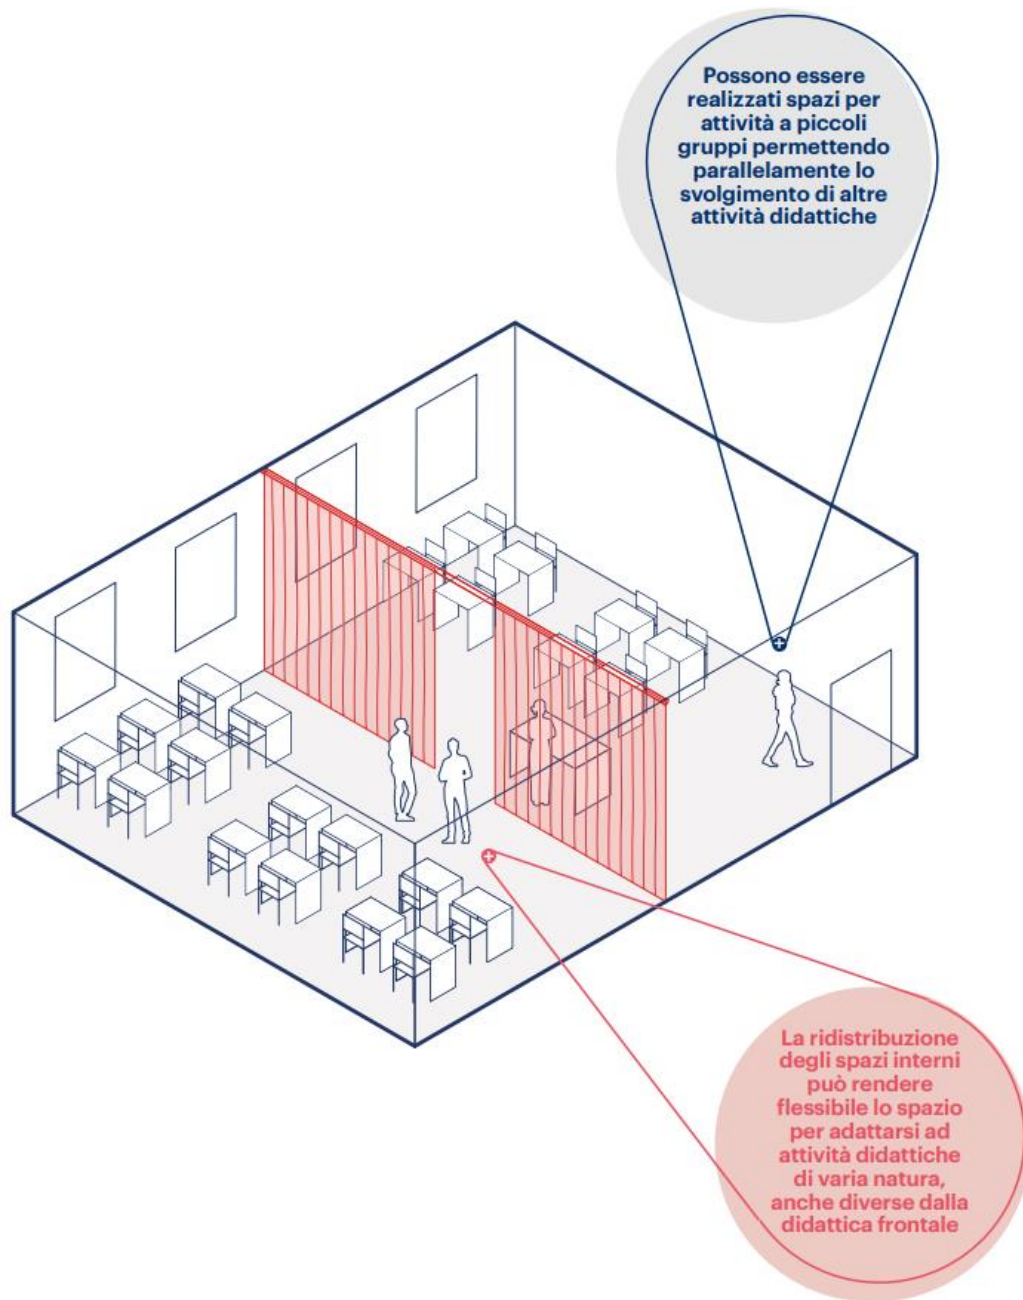 Possono essere
realizzati spazi per
attività a piccoli
gruppi permettendo
parallelamente lo
svolgimento di altre
attività didattiche
La ridistribuzione
degli spazi interni
può rendere
flessibile lo spazio
per adattarsi ad
attività didattiche
di varia natura,
anche diverse dalla
didattica frontale